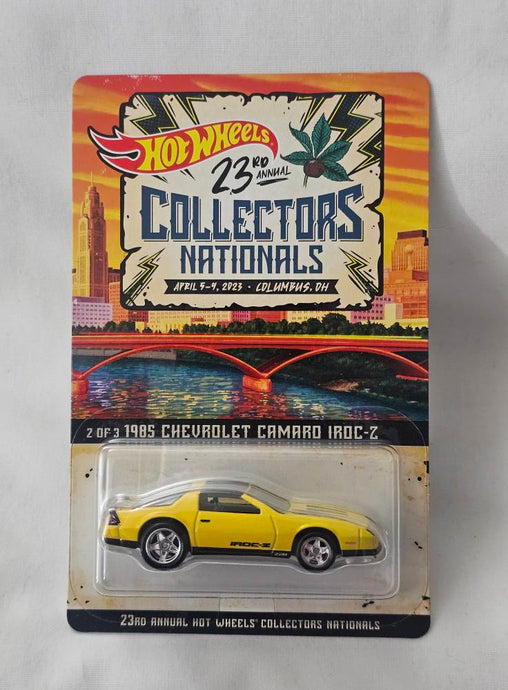 HOT WHEELS
23RD ANNUAL
COLLECTORS
NATIONALS
APRIL 5-9, 2023 • COLUMBUS, OH
2 OF 3 1985 CHEVROLET CAMARO IROC-Z
IROC-Z
23RD ANNUAL HOT WHEELS COLLECTORS NATIONALS